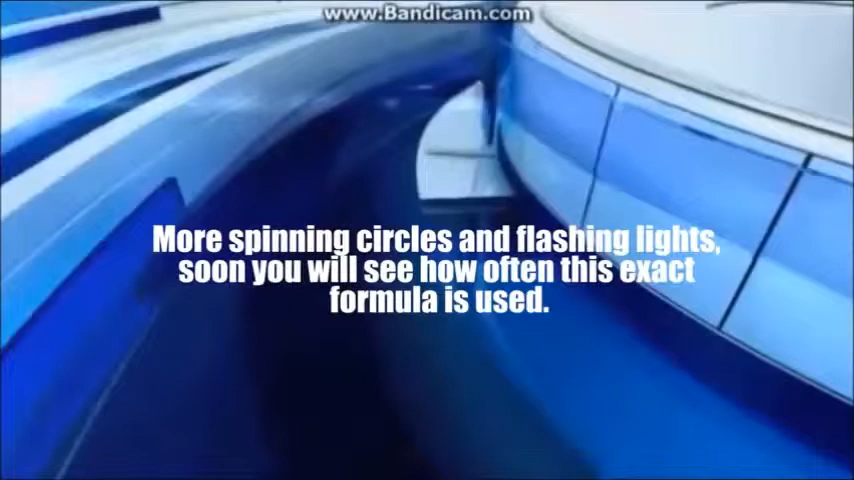 www.Bandicam.com
More spinning circles and flashing lights,
soon you will see how often this exact
formula is used.